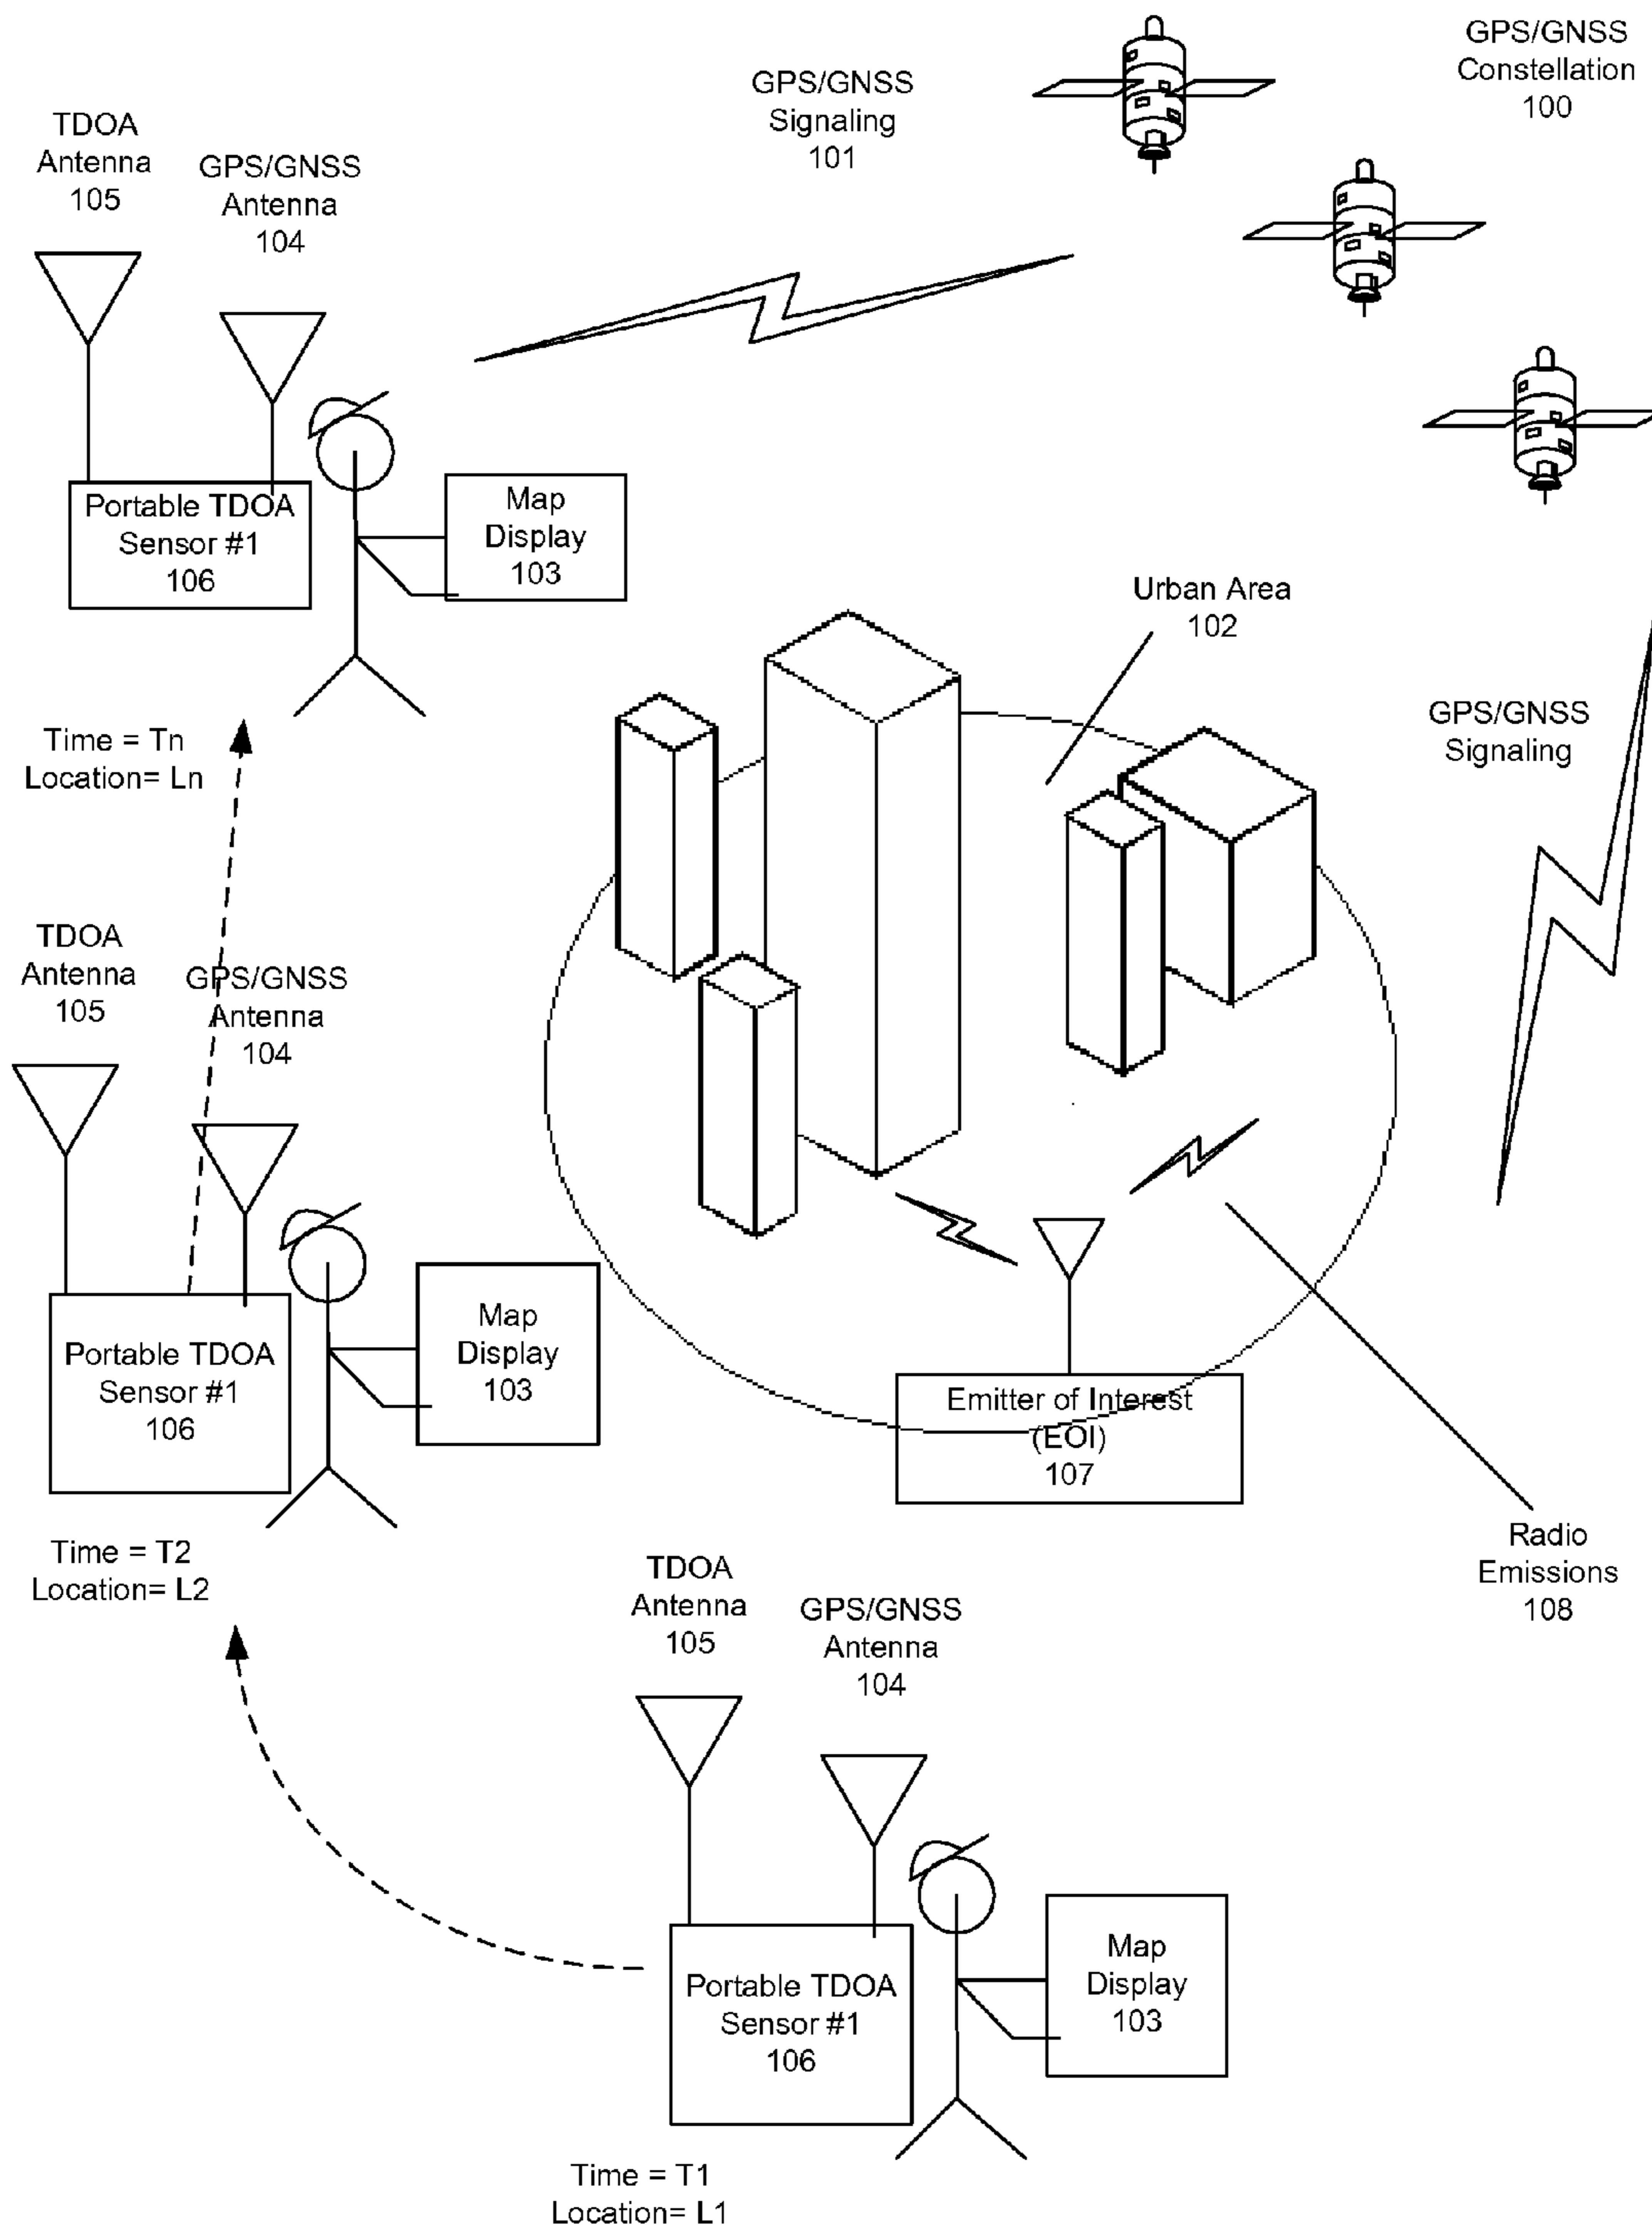 GPS/GNSS
Constellation
100
GPS/GNSS
Signaling
101
TDOA
Antenna
105
GPS/GNSS
Antenna
104
Portable TDOA
Sensor #1
106
Map
Display
103
Time = Tn
Location= Ln
Urban Area
102
GPS/GNSS
Signaling
TDOA
Antenna
105
GPS/GNSS
Antenna
104
Portable TDOA
Sensor #1
106
Map
Display
103
Time = T2
Location= L2
Emitter of Interest
(EOI)
107
Radio
Emissions
108
TDOA
Antenna
105
GPS/GNSS
Antenna
104
Portable TDOA
Sensor #1
106
Map
Display
103
Time = T1
Location= L1